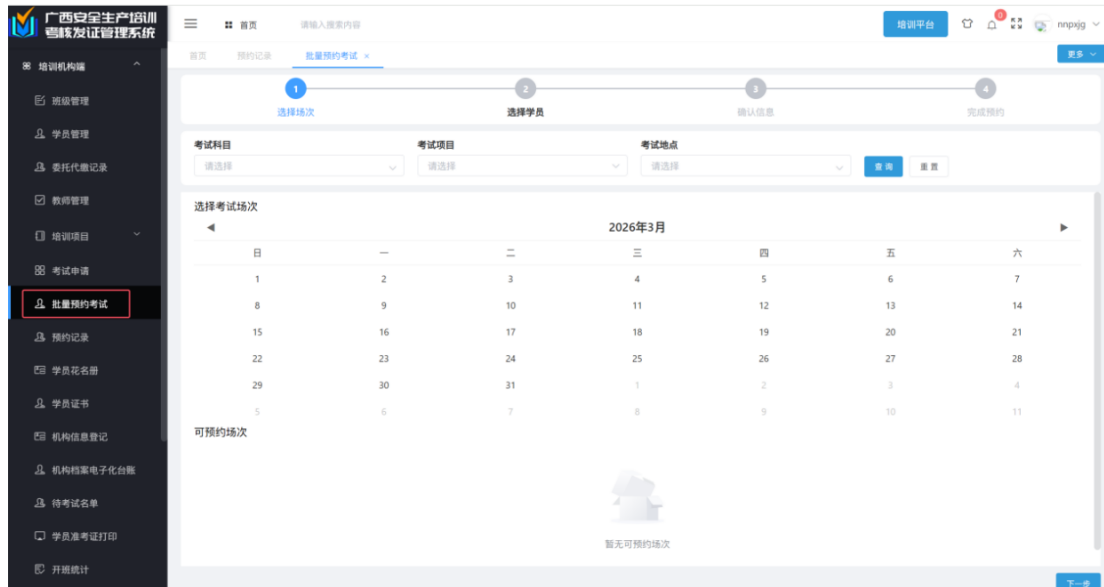 广西安全生产培训
考核发证管理系统
首页
请输入搜索内容
培训平台
0
nnpxjg
首页 预约记录 批量预约考试 ×
更多
培训机构端
班级管理
学员管理
委托代缴记录
教师管理
培训项目
考试申请
批量预约考试
预约记录
学员花名册
学员证书
机构信息登记
机构档案电子化台账
待考试名单
学员准考证打印
开班统计
1 2 3 4
选择场次 选择学员 确认信息 完成预约
考试科目 考试项目 考试地点
请选择 请选择 请选择 查询 重置
选择考试场次
2026年3月
日 一 二 三 四 五 六
1 2 3 4 5 6 7
8 9 10 11 12 13 14
15 16 17 18 19 20 21
22 23 24 25 26 27 28
29 30 31 1 2 3 4
5 6 7 8 9 10 11
可预约场次
暂无可预约场次
下一步